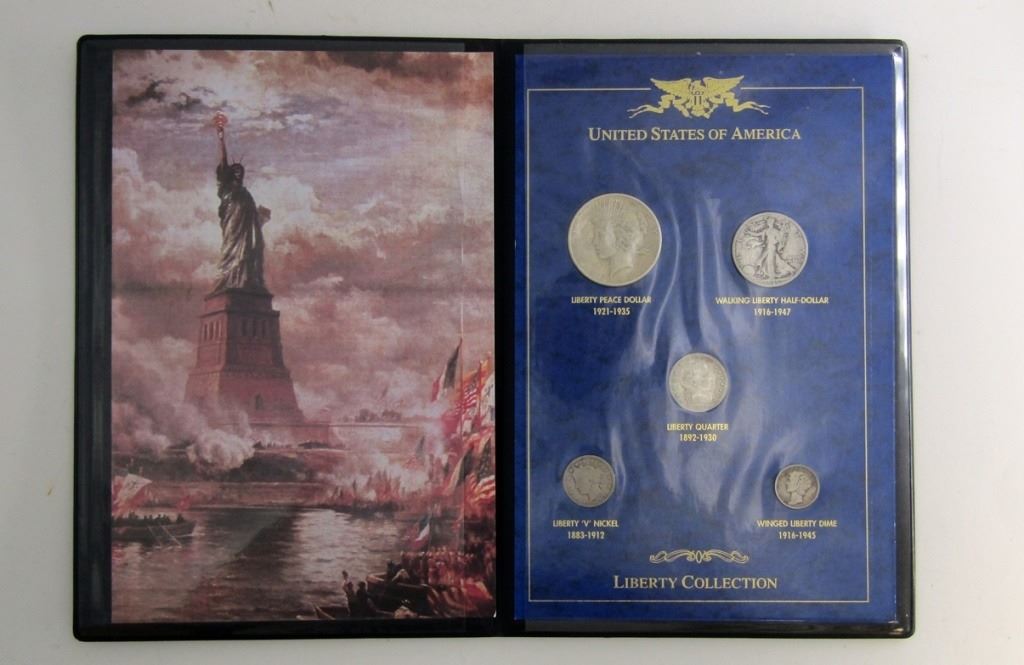 UNITED STATES OF AMERICA
LIBERTY PEACE DOLLAR
1921-1935
WALKING LIBERTY HALF-DOLLAR
1916-1947
LIBERTY QUARTER
1892-1930
LIBERTY 'V' NICKEL
1883-1912
WINGED LIBERTY DIME
1916-1945
LIBERTY COLLECTION